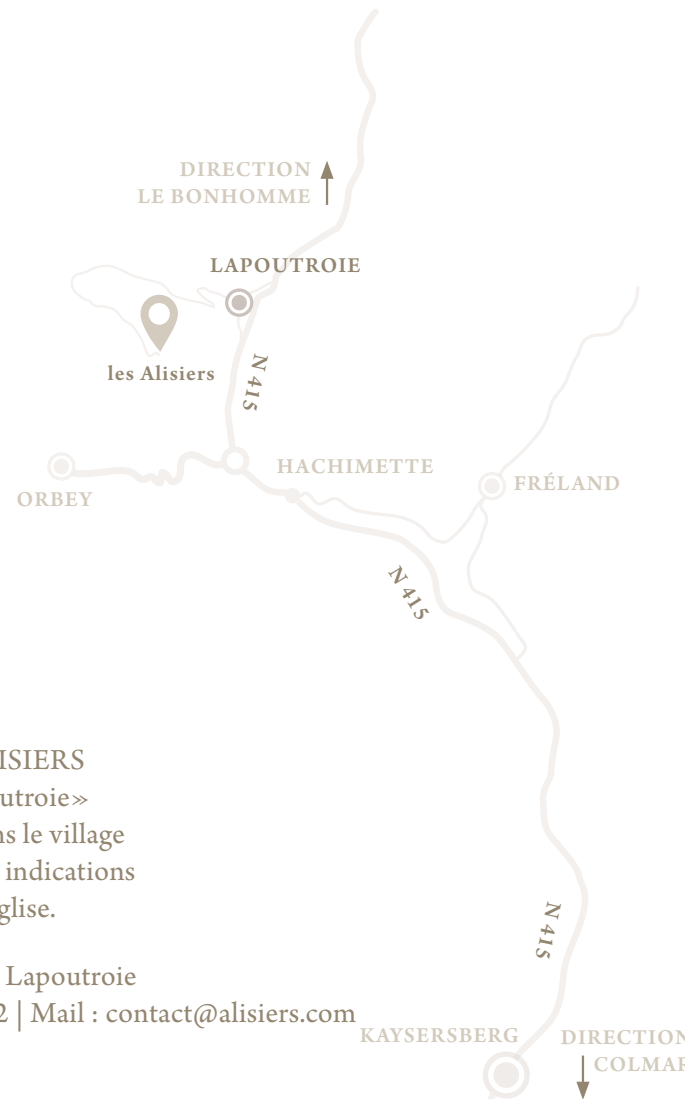 DIRECTION
LE BONHOMME
LAPOUTROIE
les Alisiers
N 415
HACHIMETTE
ORBEY
FRÉLAND
N 415
ISIERS
utroie»
ns le village
indications
glise.
N 415
Lapoutroie
2 | Mail : contact@alisiers.com
KAYSERSBERG
DIRECTION
COLMAR